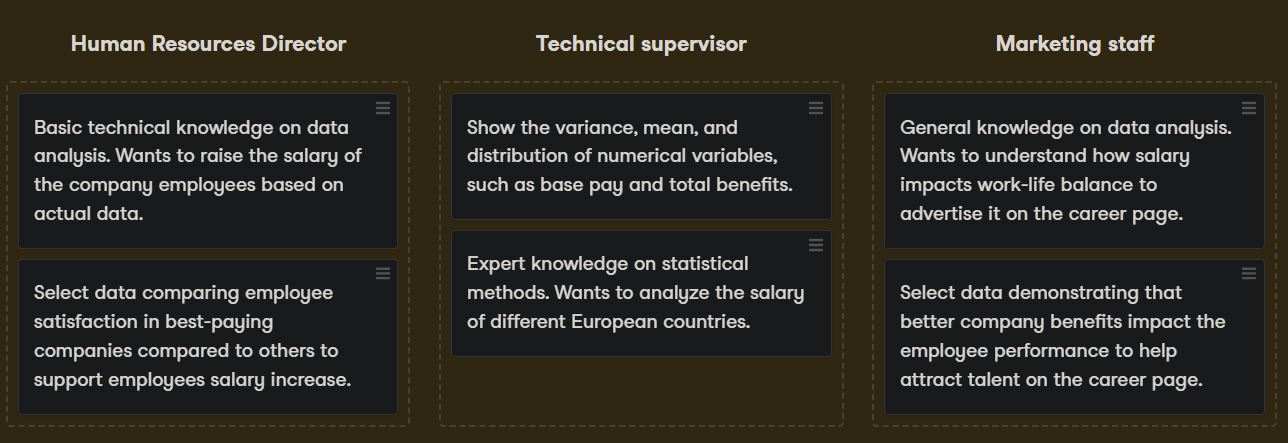 Human Resources Director
Basic technical knowledge on data
analysis. Wants to raise the salary of
the company employees based on
actual data.
Select data comparing employee
satisfaction in best-paying
companies compared to others to
support employees salary increase.
Technical supervisor
Show the variance, mean, and
distribution of numerical variables,
such as base pay and total benefits.
Expert knowledge on statistical
methods. Wants to analyze the salary
of different European countries.
Marketing staff
General knowledge on data analysis.
Wants to understand how salary
impacts work-life balance to
advertise it on the career page.
Select data demonstrating that
better company benefits impact the
employee performance to help
attract talent on the career page.